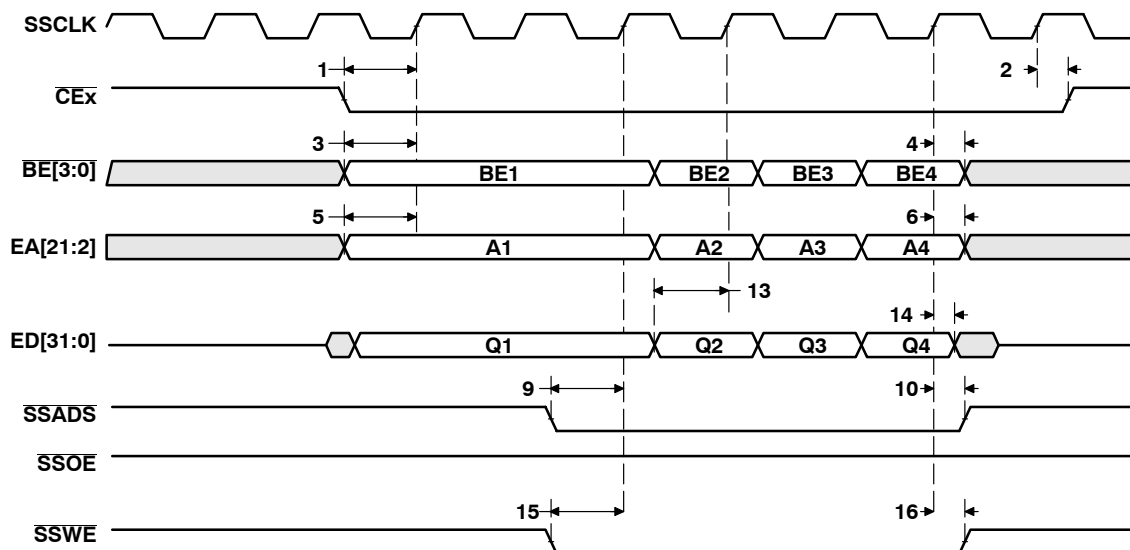 SSCLK
1
2
CEx
3
4
BE[3:0]
BE1
BE2
BE3
BE4
5
6
EA[21:2]
A1
A2
A3
A4
13
14
ED[31:0]
Q1
Q2
Q3
Q4
9
10
SSADS
SSOE
15
16
SSWE